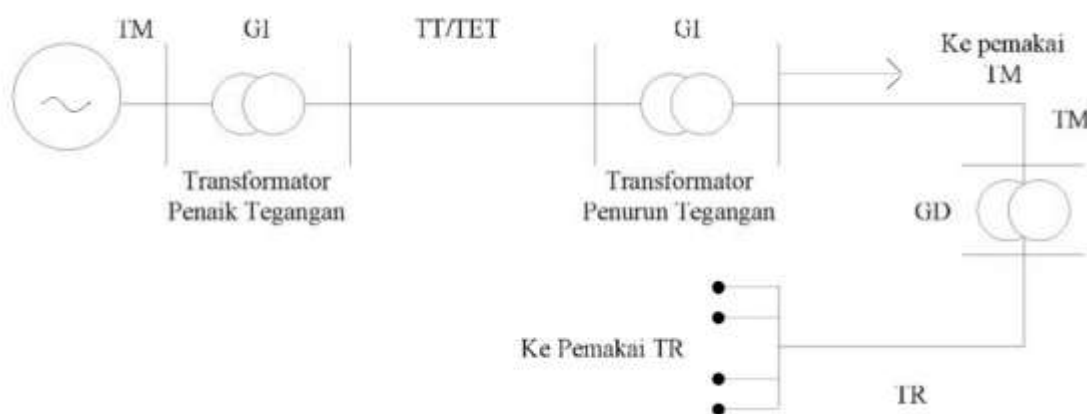 TM
GI
TT/TET
GI
Ke pemakai
TM
TM
Transformator
Penaik Tegangan
Transformator
Penurun Tegangan
GD
Ke Pemakai TR
TR